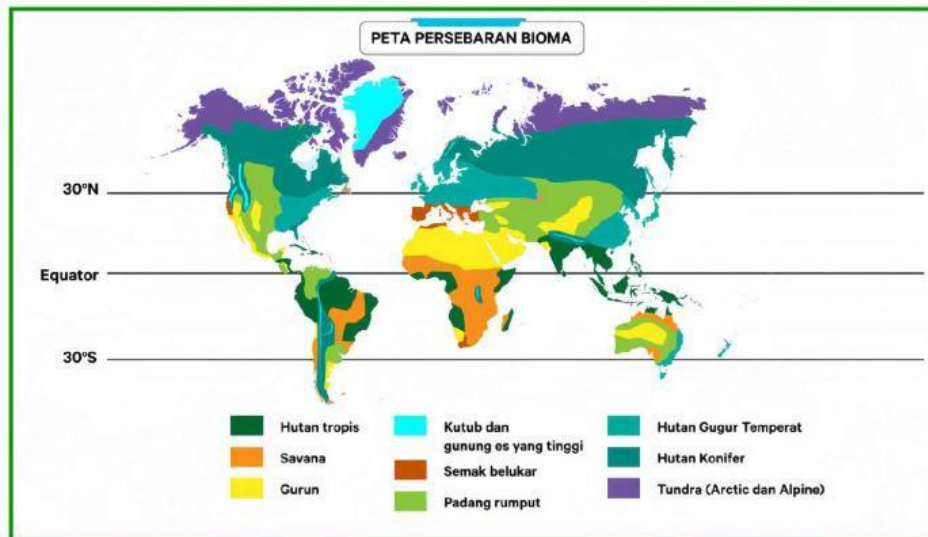 PETA PERSEBARAN BIOMA
30°N
Equator
30°S
Hutan tropis
Savana
Gurun
Kutub dan
gunung es yang tinggi
Semak belukar
Padang rumput
Hutan Gugur Temperat
Hutan Konifer
Tundra (Arctic dan Alpine)